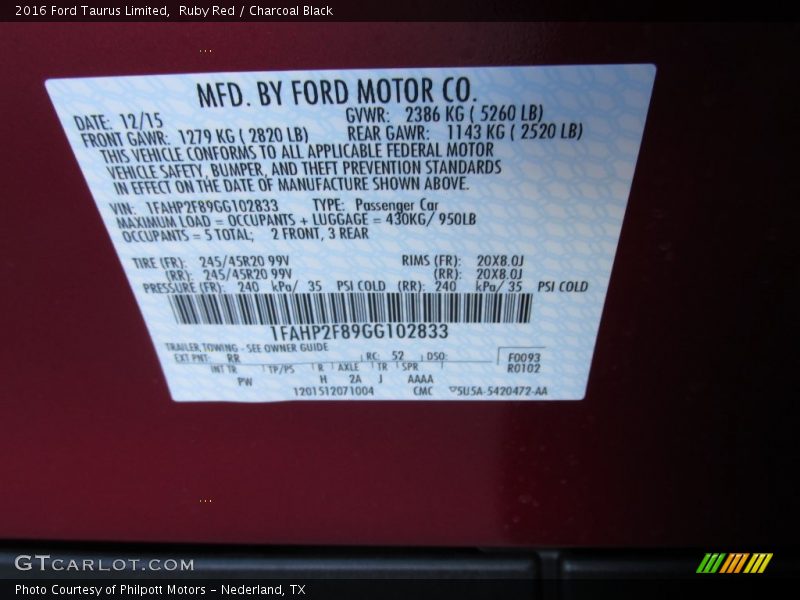 2016 Ford Taurus Limited,  Ruby Red / Charcoal Black
MFD. BY FORD MOTOR CO.
DATE: 12/15 GVWR: 2386 KG ( 5260 LB)
FRONT GAWR: 1279 KG ( 2820 LB) REAR GAWR: 1143 KG ( 2520 LB)
THIS VEHICLE CONFORMS TO ALL APPLICABLE FEDERAL MOTOR
VEHICLE SAFETY, BUMPER, AND THEFT PREVENTION STANDARDS
IN EFFECT ON THE DATE OF MANUFACTURE SHOWN ABOVE.
VIN: 1FAHP2F89GG102833 TYPE: Passenger Car
MAXIMUM LOAD = OCCUPANTS + LUGGAGE = 430KG/ 950LB
OCCUPANTS = 5 TOTAL; 2 FRONT, 3 REAR
TIRE (FR): 245/45R20 99V RIMS (FR): 20X8.0J
(RR): 245/45R20 99V (RR): 20X8.0J
PRESSURE (FR): 240 kPa/ 35 PSI COLD (RR): 240 kPa/ 35 PSI COLD
1FAHP2F89GG102833
TRAILER TOWING - SEE OWNER GUIDE
EXT PNT: RR RC: 52 DSO: F0093
INT TR TP/PS R AXLE TR SPR R0102
PW H 2A J AAAA
1201512071004 CMC 5U5A-5420472-AA
GTCARLOT.COM
Photo Courtesy of Philpott Motors - Nederland, TX